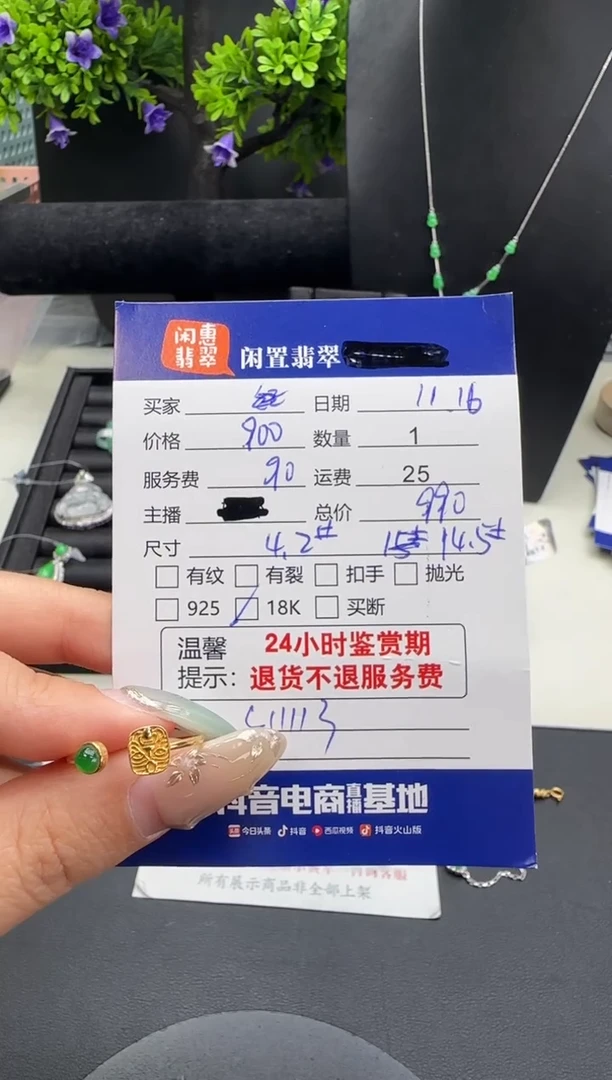 闲惠
翡翠
闲置翡翠
买家 日期 11.16
价格 900 数量 1
服务费 90 运费 25
主播 总价 990
尺寸 4.2# 15# 14.5#
有纹 有裂 扣手 抛光
925 18K 买断
温馨 24小时鉴赏期
提示: 退货不退服务费
抖音电商直播基地
今日头条 抖音 西瓜视频 抖音火山版
所有展示商品非全部上架